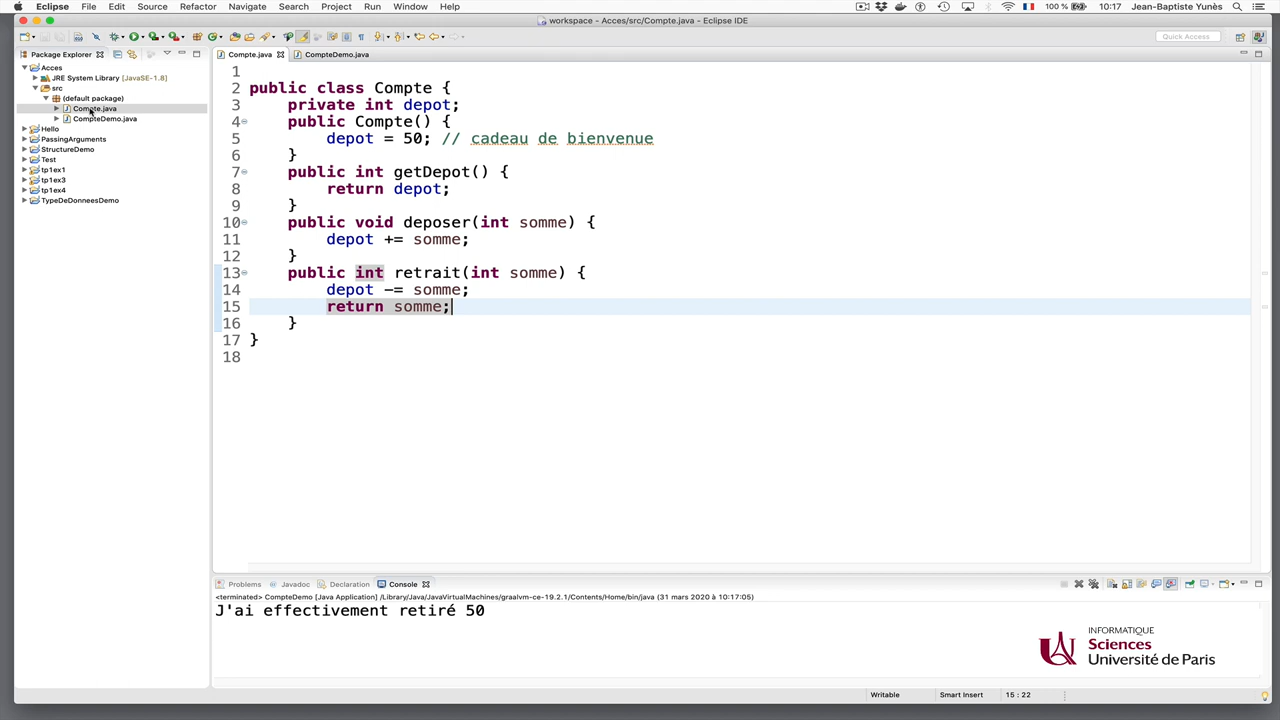 Eclipse File Edit Source Refactor Navigate Search Project Run Window Help 100 % 10:17 Jean-Baptiste Yunès
workspace - Acces/src/Compte.java - Eclipse IDE
Quick Access
Package Explorer
Acces
JRE System Library [JavaSE-1.8]
src
(default package)
Compte.java
CompteDemo.java
Hello
PassingArguments
StructureDemo
Test
tp1ex1
tp1ex3
tp1ex4
TypeDeDonneesDemo
Compte.java CompteDemo.java
1
2 public class Compte {
3 private int depot;
4 public Compte() {
5 depot = 50; // cadeau de bienvenue
6 }
7 public int getDepot() {
8 return depot;
9 }
10 public void deposer(int somme) {
11 depot += somme;
12 }
13 public int retrait(int somme) {
14 depot -= somme;
15 return somme;
16 }
17 }
18
Problems Javadoc Declaration Console
<terminated> CompteDemo [Java Application] /Library/Java/JavaVirtualMachines/graalvm-ce-19.2.1/Contents/Home/bin/java (31 mars 2020 à 10:17:05)
J'ai effectivement retiré 50
INFORMATIQUE
Sciences
Université de Paris
Writable Smart Insert 15 : 22